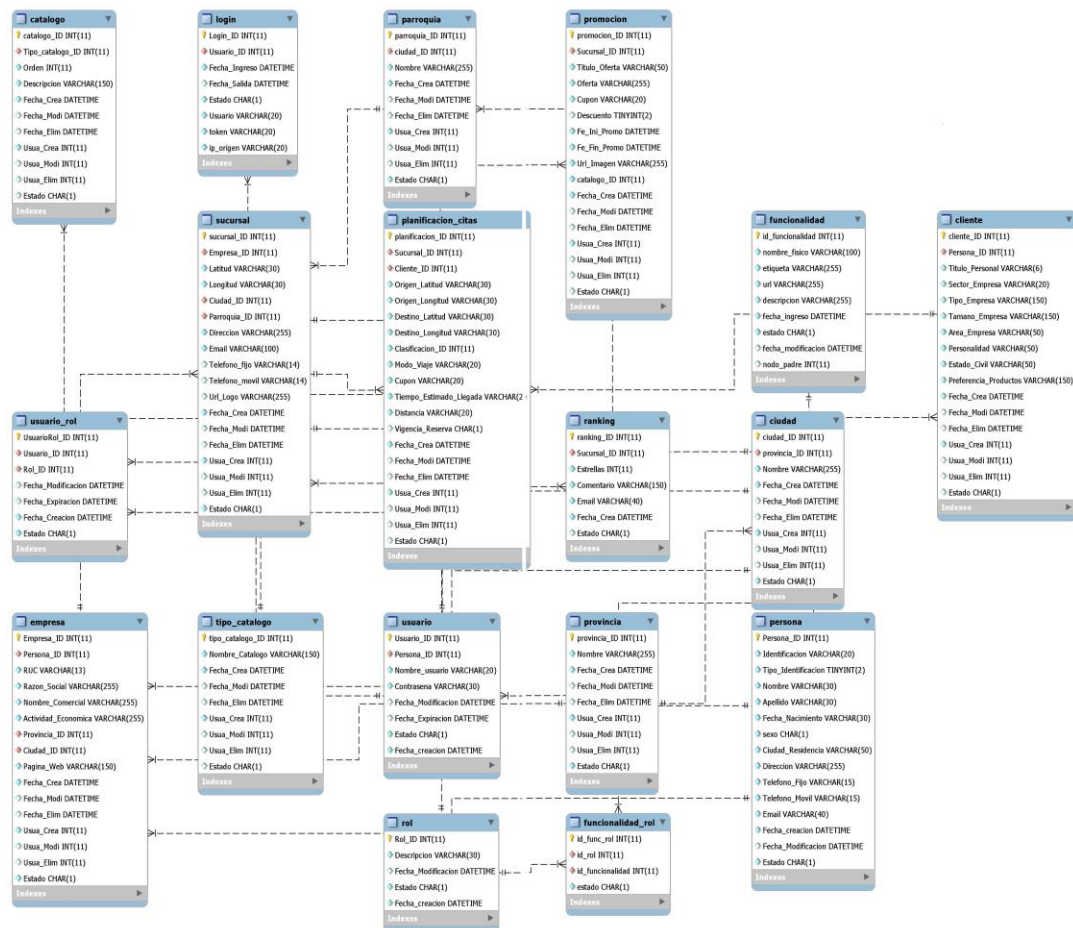 catalogo
catalogo_ID INT(11)
Tipo_catalogo_ID INT(11)
Orden INT(11)
Descripcion VARCHAR(150)
Fecha_Crea DATETIME
Fecha_Modi DATETIME
Fecha_Elim DATETIME
Usua_Crea INT(11)
Usua_Modi INT(11)
Usua_Elim INT(11)
Estado CHAR(1)
Indexes
login
Login_ID INT(11)
Usuario_ID INT(11)
Fecha_Ingreso DATETIME
Fecha_Salida DATETIME
Estado CHAR(1)
Usuario VARCHAR(20)
token VARCHAR(20)
ip_origen VARCHAR(20)
Indexes
parroquia
parroquia_ID INT(11)
ciudad_ID INT(11)
Nombre VARCHAR(255)
Fecha_Crea DATETIME
Fecha_Modi DATETIME
Fecha_Elim DATETIME
Usua_Crea INT(11)
Usua_Modi INT(11)
Usua_Elim INT(11)
Estado CHAR(1)
Indexes
promocion
promocion_ID INT(11)
Sucursal_ID INT(11)
Titulo_Oferta VARCHAR(50)
Oferta VARCHAR(255)
Cupon VARCHAR(20)
Descuento TINYINT(2)
Fe_Ini_Promo DATETIME
Fe_Fin_Promo DATETIME
Url_Imagen VARCHAR(255)
catalogo_ID INT(11)
Fecha_Crea DATETIME
Fecha_Modi DATETIME
Fecha_Elim DATETIME
Usua_Crea INT(11)
Usua_Modi INT(11)
Usua_Elim INT(11)
Estado CHAR(1)
Indexes
sucursal
sucursal_ID INT(11)
Empresa_ID INT(11)
Latitud VARCHAR(30)
Longitud VARCHAR(30)
Ciudad_ID INT(11)
Parroquia_ID INT(11)
Direccion VARCHAR(255)
Email VARCHAR(100)
Telefono_fijo VARCHAR(14)
Telefono_movil VARCHAR(14)
Url_Logo VARCHAR(255)
Fecha_Crea DATETIME
Fecha_Modi DATETIME
Fecha_Elim DATETIME
Usua_Crea INT(11)
Usua_Modi INT(11)
Usua_Elim INT(11)
Estado CHAR(1)
Indexes
planificacion_citas
planificacion_ID INT(11)
Sucursal_ID INT(11)
Cliente_ID INT(11)
Origen_Latitud VARCHAR(30)
Origen_Longitud VARCHAR(30)
Destino_Latitud VARCHAR(30)
Destino_Longitud VARCHAR(30)
Clasificacion_ID INT(11)
Modo_Viaje VARCHAR(20)
Cupon VARCHAR(20)
Tiempo_Estimado_Llegada VARCHAR(2
Distancia VARCHAR(20)
Vigencia_Reserva CHAR(1)
Fecha_Crea DATETIME
Fecha_Modi DATETIME
Fecha_Elim DATETIME
Usua_Crea INT(11)
Usua_Modi INT(11)
Usua_Elim INT(11)
Estado CHAR(1)
Indexes
funcionalidad
id_funcionalidad INT(11)
nombre_fisico VARCHAR(100)
etiqueta VARCHAR(255)
url VARCHAR(255)
descripcion VARCHAR(255)
fecha_ingreso DATETIME
estado CHAR(1)
fecha_modificacion DATETIME
nodo_padre INT(11)
Indexes
cliente
cliente_ID INT(11)
Persona_ID INT(11)
Titulo_Personal VARCHAR(6)
Sector_Empresa VARCHAR(20)
Tipo_Empresa VARCHAR(150)
Tamano_Empresa VARCHAR(150)
Area_Empresa VARCHAR(50)
Personalidad VARCHAR(50)
Estado_Civil VARCHAR(50)
Preferencia_Productos VARCHAR(150)
Fecha_Crea DATETIME
Fecha_Modi DATETIME
Fecha_Elim DATETIME
Usua_Crea INT(11)
Usua_Modi INT(11)
Usua_Elim INT(11)
Estado CHAR(1)
Indexes
usuario_rol
UsuarioRol_ID INT(11)
Usuario_ID INT(11)
Rol_ID INT(11)
Fecha_Modificacion DATETIME
Fecha_Expiracion DATETIME
Fecha_Creacion DATETIME
Estado CHAR(1)
Indexes
ranking
ranking_ID INT(11)
Sucursal_ID INT(11)
Estrellas INT(11)
Comentario VARCHAR(150)
Email VARCHAR(40)
Fecha_Crea DATETIME
Estado CHAR(1)
Indexes
ciudad
ciudad_ID INT(11)
provincia_ID INT(11)
Nombre VARCHAR(255)
Fecha_Crea DATETIME
Fecha_Modi DATETIME
Fecha_Elim DATETIME
Usua_Crea INT(11)
Usua_Modi INT(11)
Usua_Elim INT(11)
Estado CHAR(1)
Indexes
empresa
Empresa_ID INT(11)
Persona_ID INT(11)
RUC VARCHAR(13)
Razon_Social VARCHAR(255)
Nombre_Comercial VARCHAR(255)
Actividad_Economica VARCHAR(255)
Provincia_ID INT(11)
Ciudad_ID INT(11)
Pagina_Web VARCHAR(150)
Fecha_Crea DATETIME
Fecha_Modi DATETIME
Fecha_Elim DATETIME
Usua_Crea INT(11)
Usua_Modi INT(11)
Usua_Elim INT(11)
Estado CHAR(1)
Indexes
tipo_catalogo
tipo_catalogo_ID INT(11)
Nombre_Catalogo VARCHAR(150)
Fecha_Crea DATETIME
Fecha_Modi DATETIME
Fecha_Elim DATETIME
Usua_Crea INT(11)
Usua_Modi INT(11)
Usua_Elim INT(11)
Estado CHAR(1)
Indexes
usuario
Usuario_ID INT(11)
Persona_ID INT(11)
Nombre_usuario VARCHAR(20)
Contrasena VARCHAR(30)
Fecha_Modificacion DATETIME
Fecha_Expiracion DATETIME
Estado CHAR(1)
Fecha_creacion DATETIME
Indexes
provincia
provincia_ID INT(11)
Nombre VARCHAR(255)
Fecha_Crea DATETIME
Fecha_Modi DATETIME
Fecha_Elim DATETIME
Usua_Crea INT(11)
Usua_Modi INT(11)
Usua_Elim INT(11)
Estado CHAR(1)
Indexes
persona
Persona_ID INT(11)
Identificacion VARCHAR(20)
Tipo_Identificacion TINYINT(2)
Nombre VARCHAR(30)
Apellido VARCHAR(30)
Fecha_Nacimiento VARCHAR(30)
sexo CHAR(1)
Ciudad_Residencia VARCHAR(50)
Direccion VARCHAR(255)
Telefono_Fijo VARCHAR(15)
Telefono_Movil VARCHAR(15)
Email VARCHAR(40)
Fecha_creacion DATETIME
Fecha_Modificacion DATETIME
Estado CHAR(1)
Indexes
rol
Rol_ID INT(11)
Descripcion VARCHAR(30)
Fecha_Modificacion DATETIME
Estado CHAR(1)
Fecha_creacion DATETIME
Indexes
funcionalidad_rol
id_func_rol INT(11)
id_rol INT(11)
id_funcionalidad INT(11)
estado CHAR(1)
Indexes